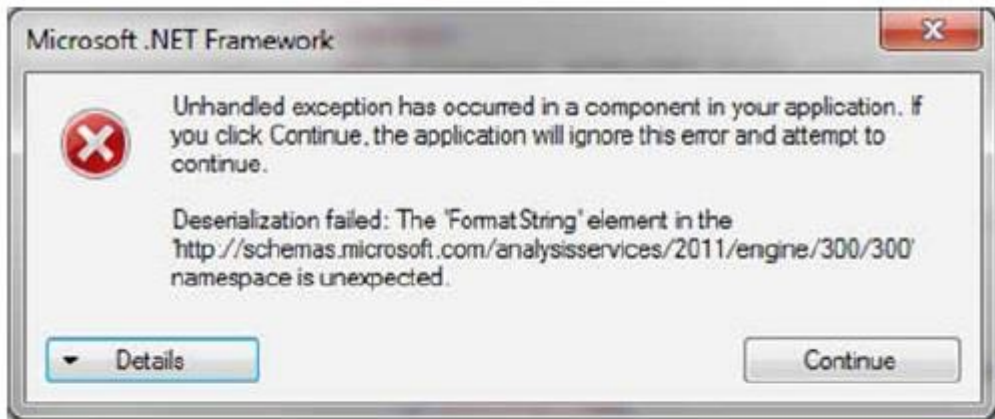 Microsoft .NET Framework
Unhandled exception has occurred in a component in your application. If
you click Continue, the application will ignore this error and attempt to
continue.
Deserialization failed: The 'FormatString' element in the
'http://schemas.microsoft.com/analysisservices/2011/engine/300/300'
namespace is unexpected.
Details
Continue